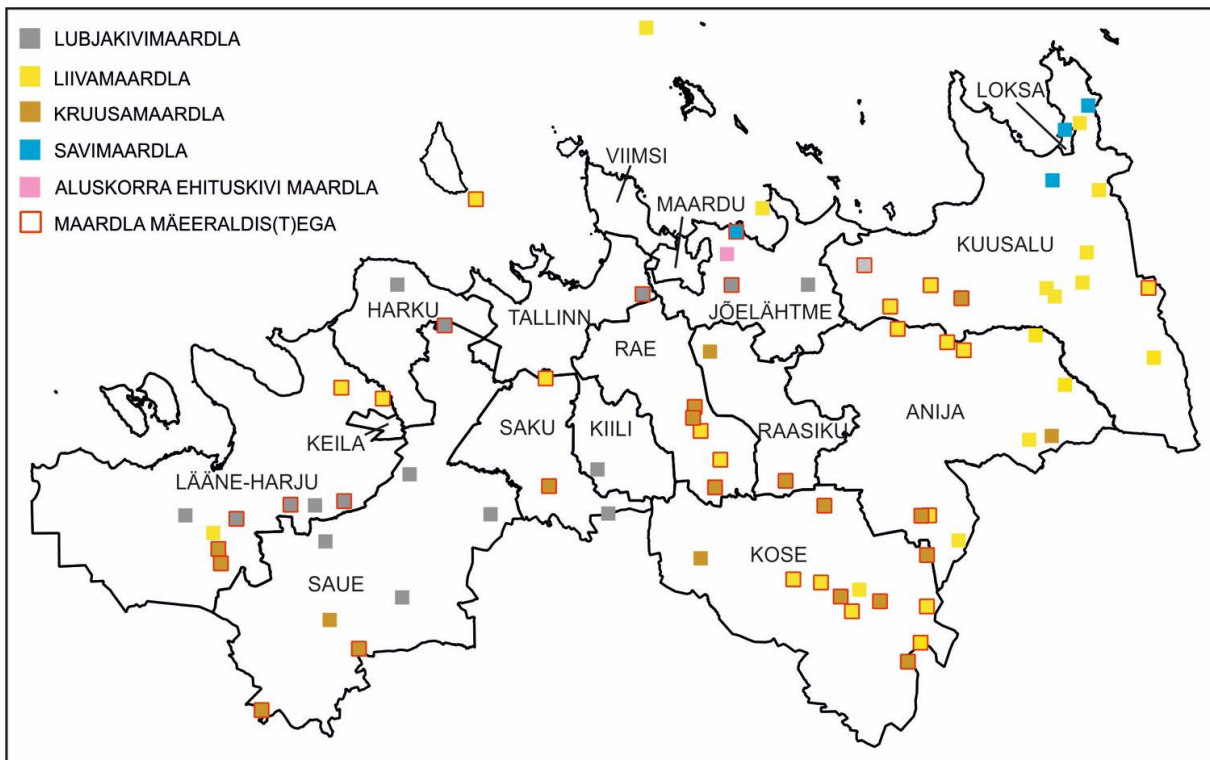 LUBJAKIVIMAARDLA
LIIVAMAARDLA
KRUUSAMAARDLA
SAVIMAARDLA
ALUSKORRA EHITUSKIVI MAARDLA
MAARDLA MÄEERALDIS(T)EGA
LOKSA
VIIMSI
MAARDU
KUUSALU
HARKU
TALLINN
JÕELÄHTME
RAE
ANIJA
SAKU
KIILI
RAASIKU
KEILA
LÄÄNE-HARJU
KOSE
SAUE